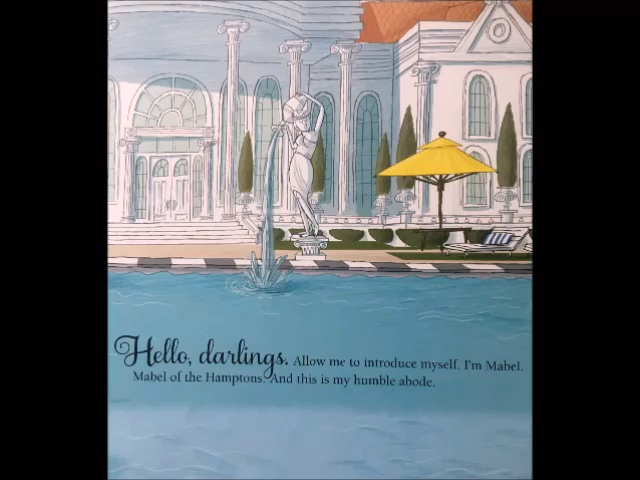 Hello, darlings. Allow me to introduce myself. I'm Mabel.
Mabel of the Hamptons. And this is my humble abode.